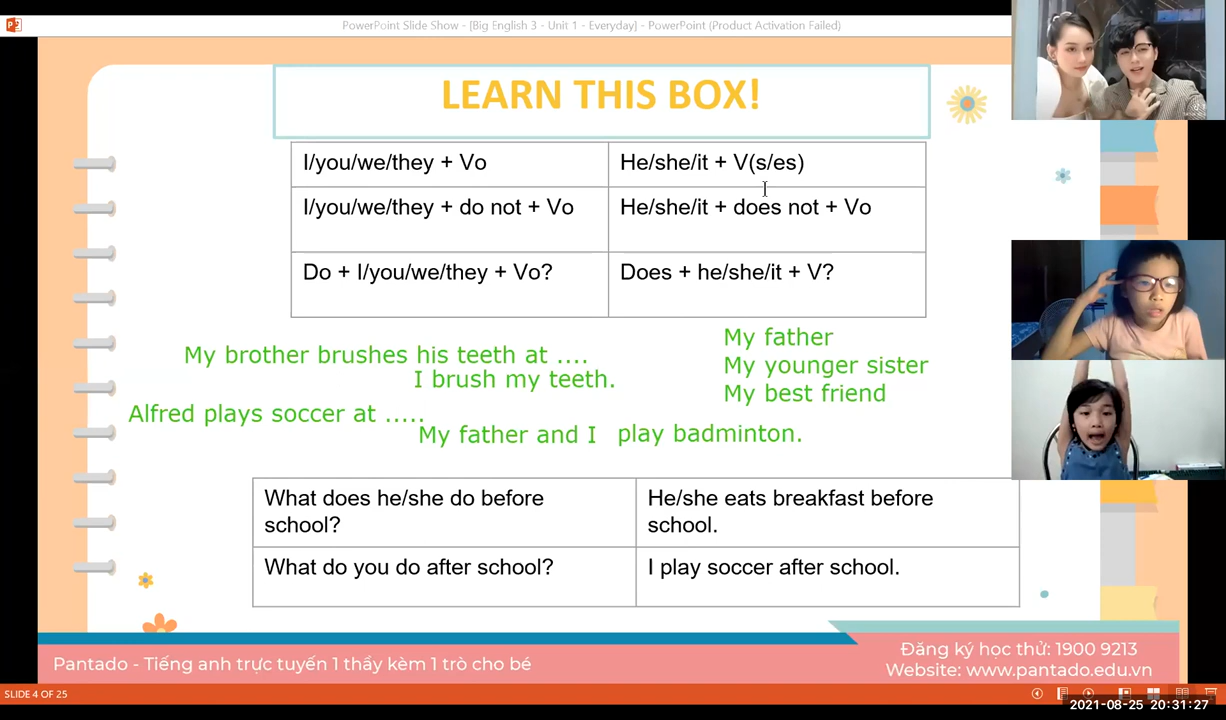 PowerPoint Slide Show - [Big English 3 - Unit 1 - Everyday] - PowerPoint (Product Activation Failed)
LEARN THIS BOX!
I/you/we/they + Vo
He/she/it + V(s/es)
I/you/we/they + do not + Vo
He/she/it + does not + Vo
Do + I/you/we/they + Vo?
Does + he/she/it + V?
My brother brushes his teeth at ....
I brush my teeth.
Alfred plays soccer at .....
My father and I play badminton.
My father
My younger sister
My best friend
What does he/she do before
school?
He/she eats breakfast before
school.
What do you do after school?
I play soccer after school.
Pantado - Tiếng anh trực tuyến 1 thầy kèm 1 trò cho bé
Đăng ký học thử: 1900 9213
Website: www.pantado.edu.vn
SLIDE 4 OF 25
2021-08-25 20:31:27